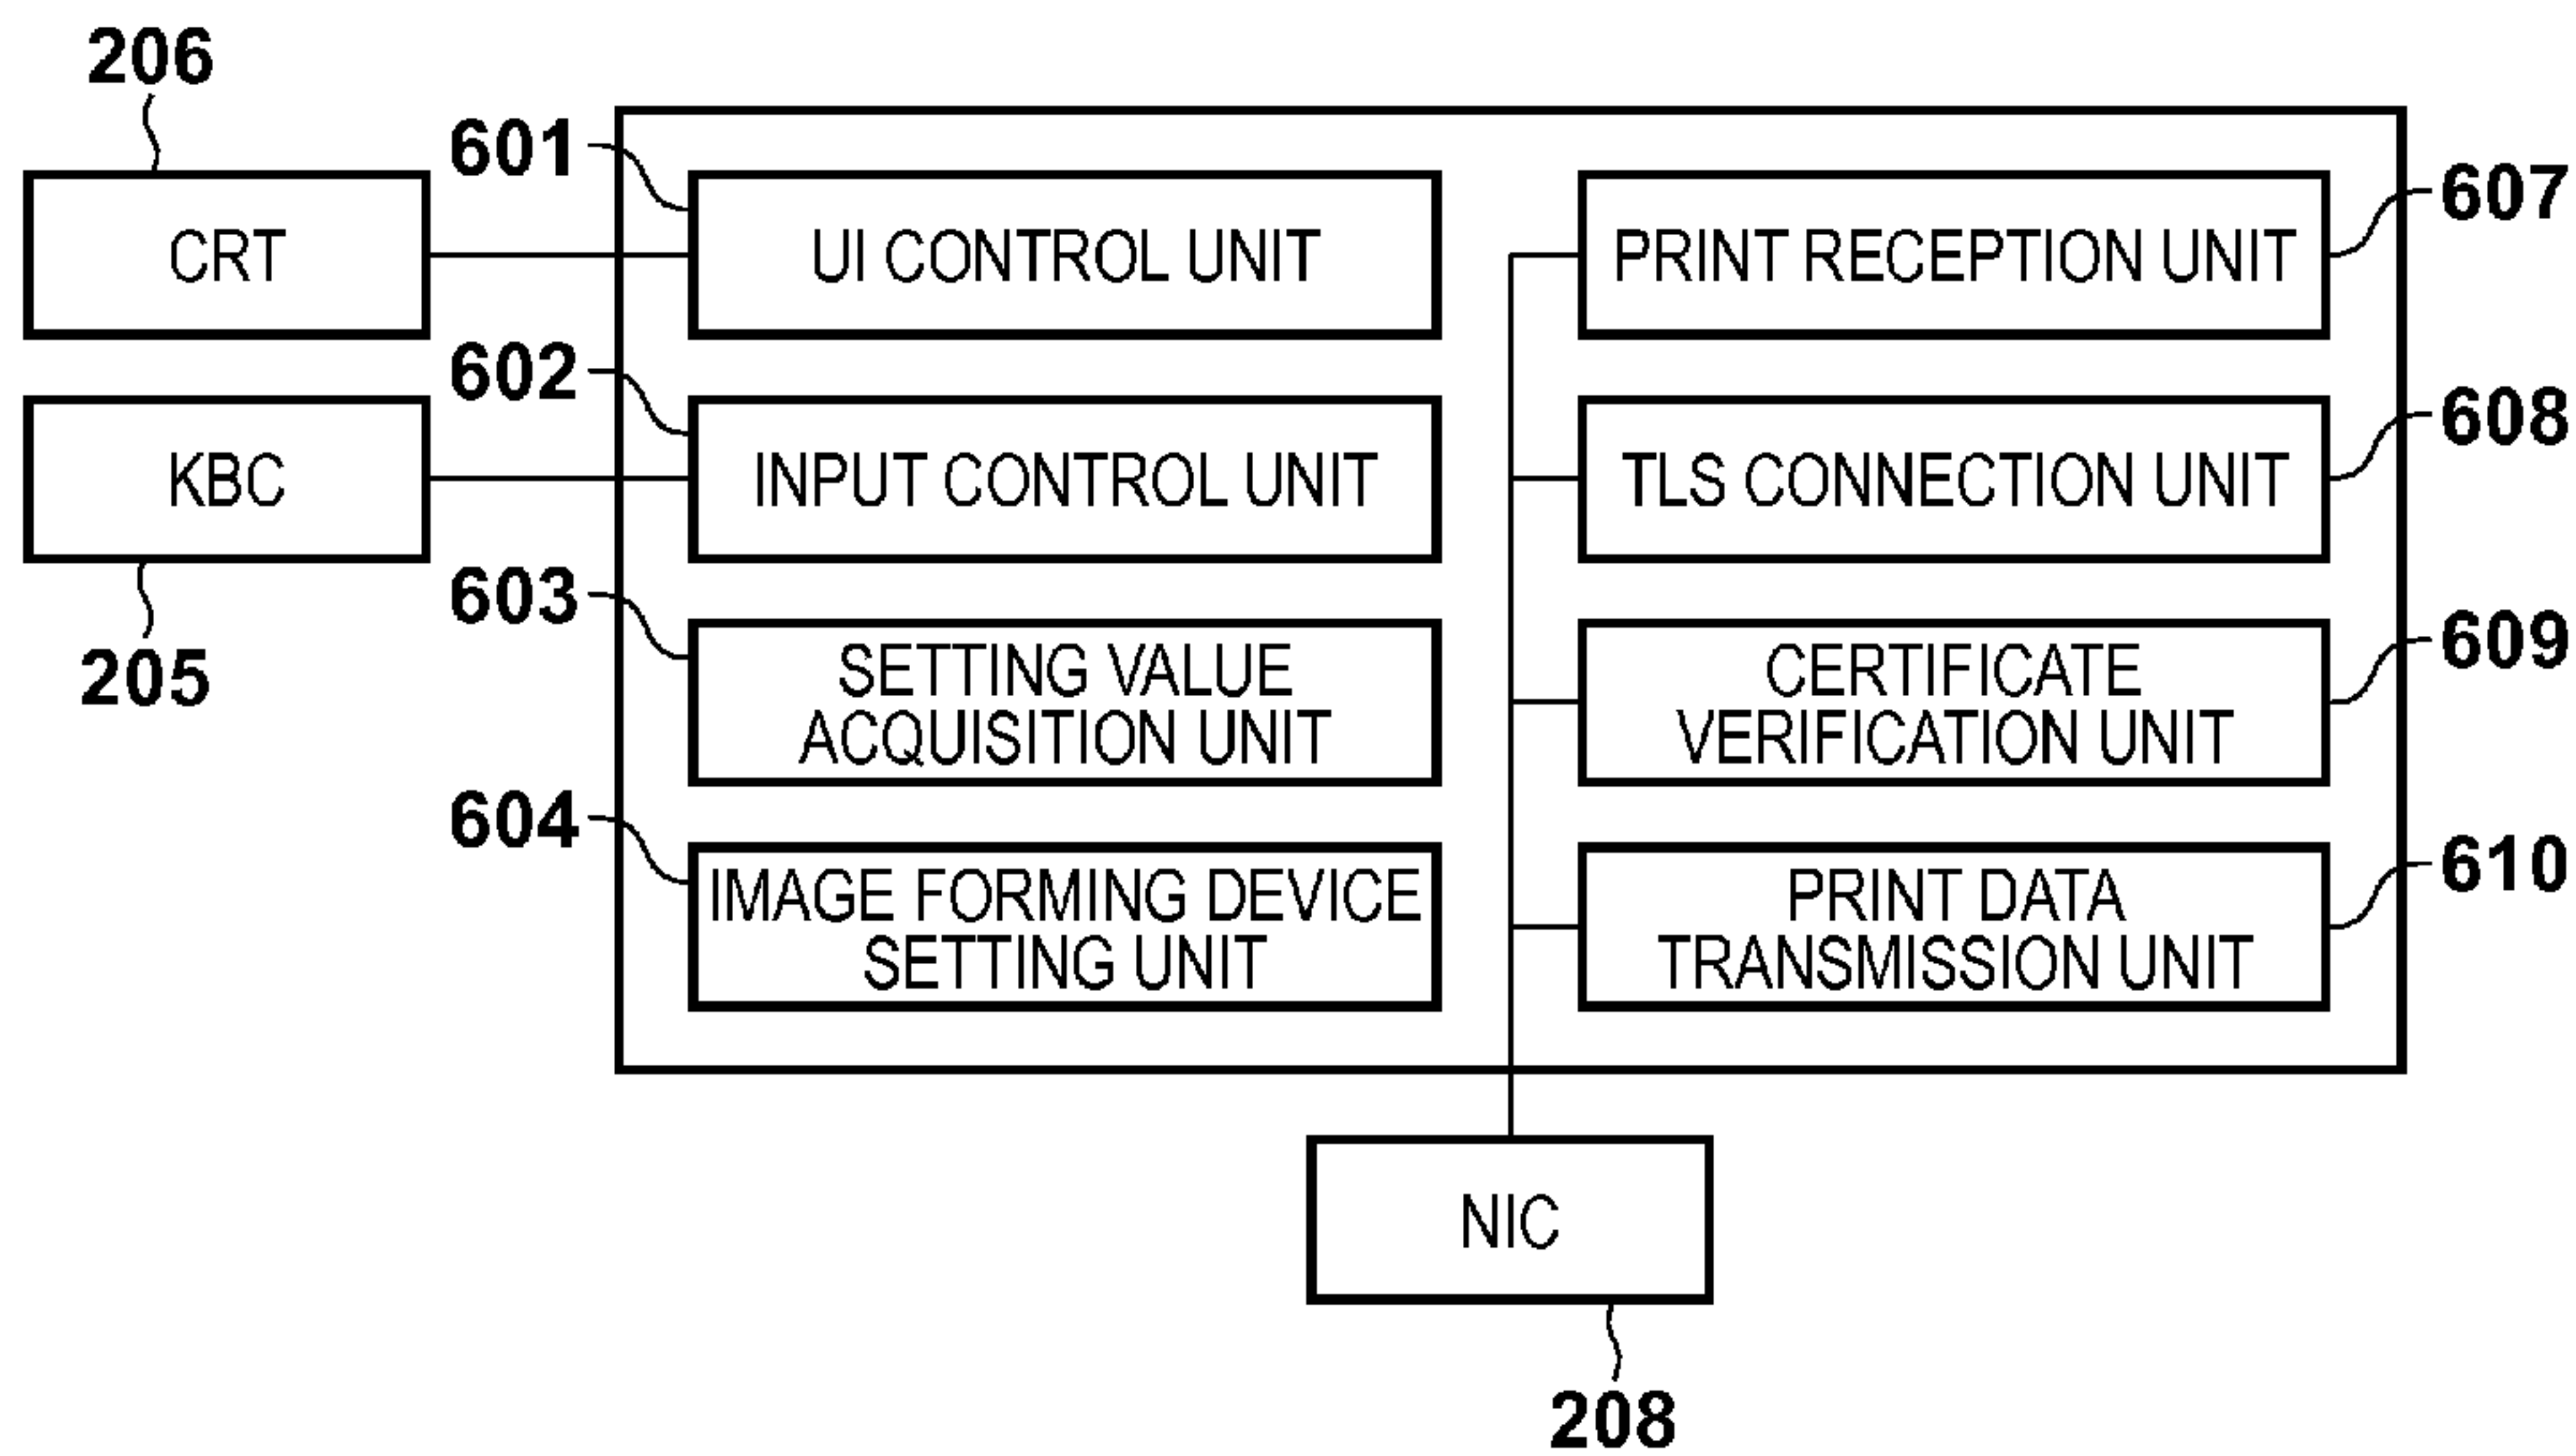 206
601
CRT
UI CONTROL UNIT
PRINT RECEPTION UNIT
607
602
KBC
INPUT CONTROL UNIT
TLS CONNECTION UNIT
608
205
603
SETTING VALUE
ACQUISITION UNIT
CERTIFICATE
VERIFICATION UNIT
609
604
IMAGE FORMING DEVICE
SETTING UNIT
PRINT DATA
TRANSMISSION UNIT
610
NIC
208